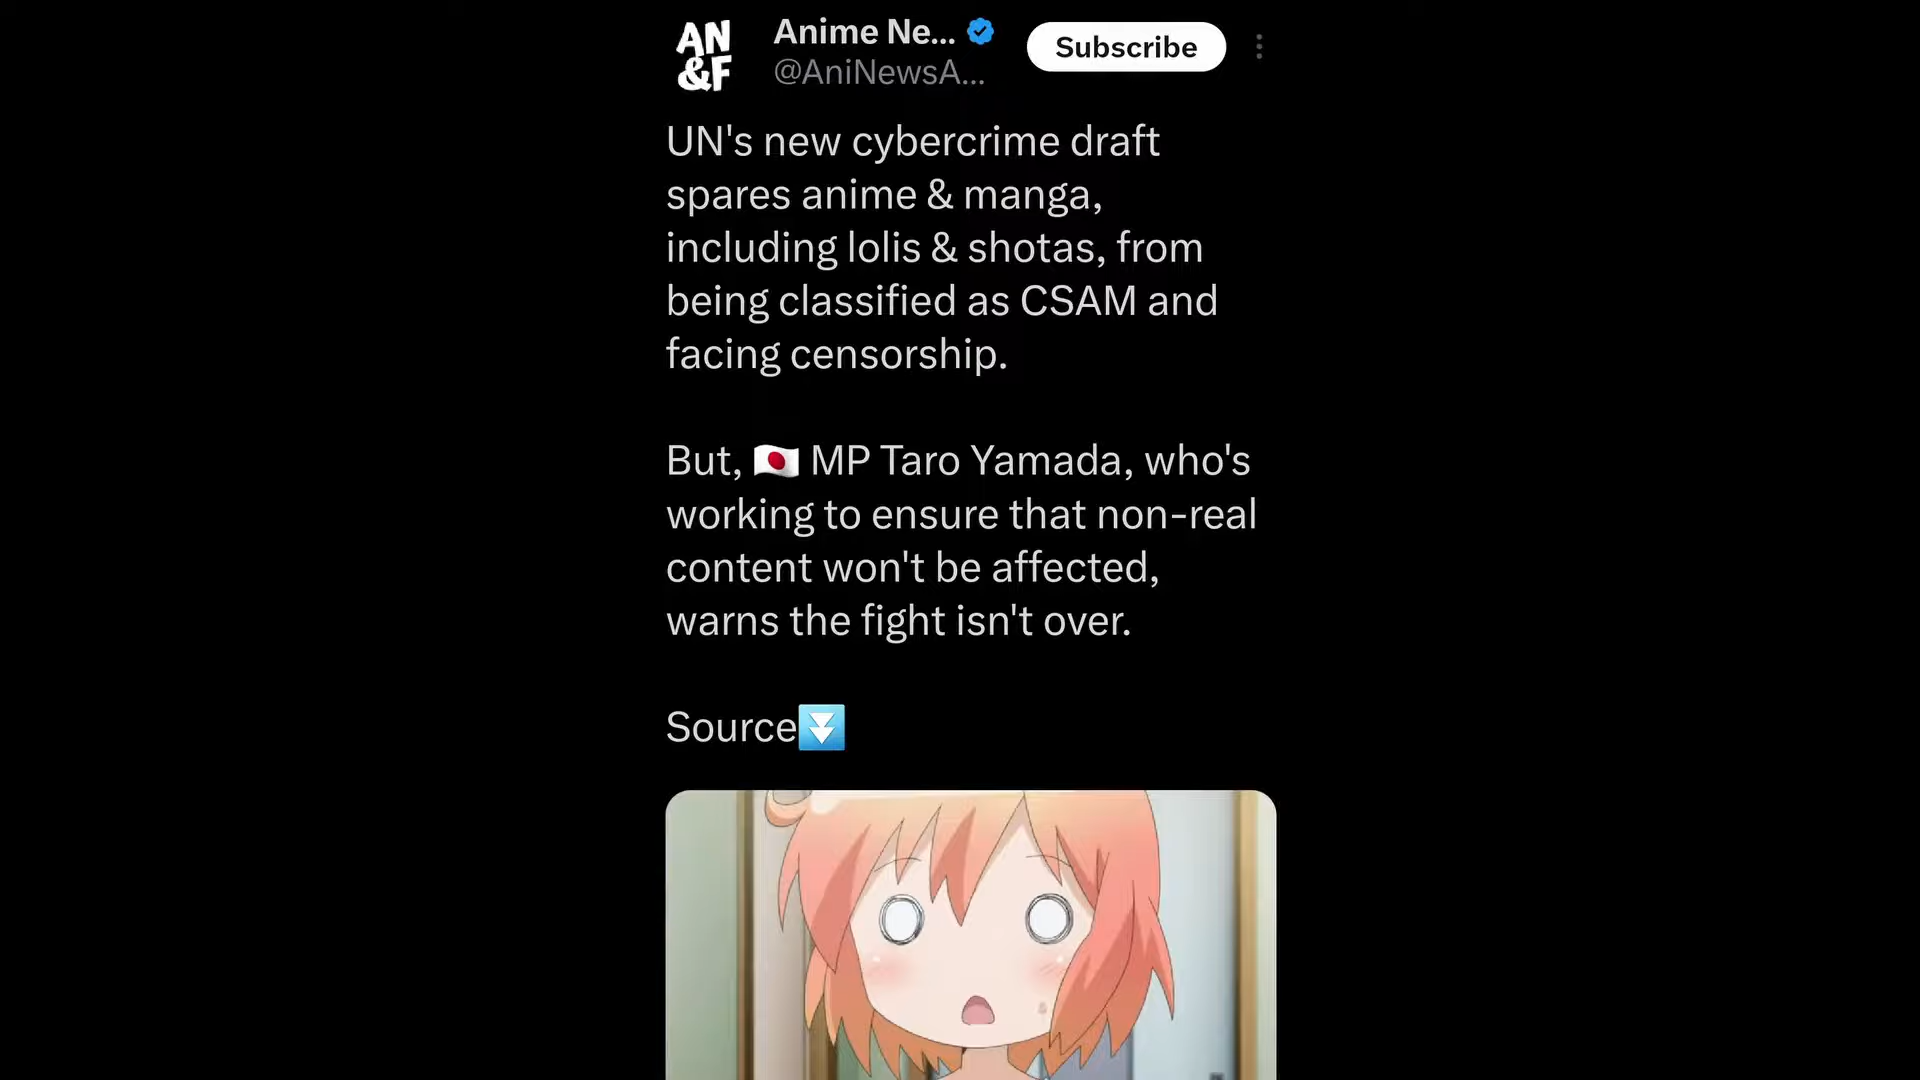 AN
&F
Anime Ne...
@AniNewsA...
Subscribe
UN's new cybercrime draft
spares anime & manga,
including lolis & shotas, from
being classified as CSAM and
facing censorship.
But, 🇯🇵 MP Taro Yamada, who's
working to ensure that non-real
content won't be affected,
warns the fight isn't over.
Source⏬